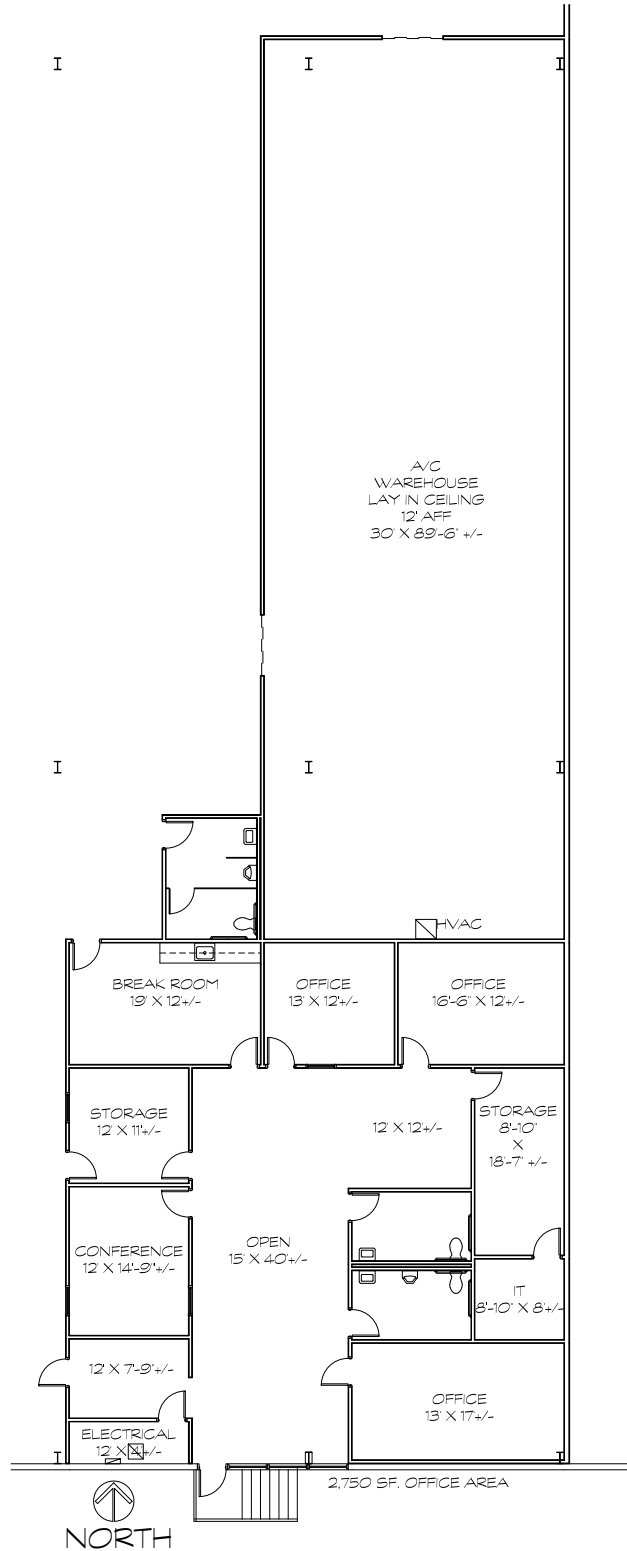 A/C
WAREHOUSE
LAY IN CEILING
12' AFF
30' X 89'-6" +/-
HVAC
BREAK ROOM
19' X 12'+/-
OFFICE
13' X 12'+/-
OFFICE
16'-6" X 12'+/-
STORAGE
12' X 11'+/-
12' X 12'+/-
STORAGE
8'-10"
X
18'-7" +/-
CONFERENCE
12' X 14'-9"+/-
OPEN
15' X 40'+/-
IT
8'-10" X 8'+/-
12' X 7'-9"+/-
OFFICE
13' X 17'+/-
ELECTRICAL
12' X 4'+/-
2,750 SF. OFFICE AREA
NORTH